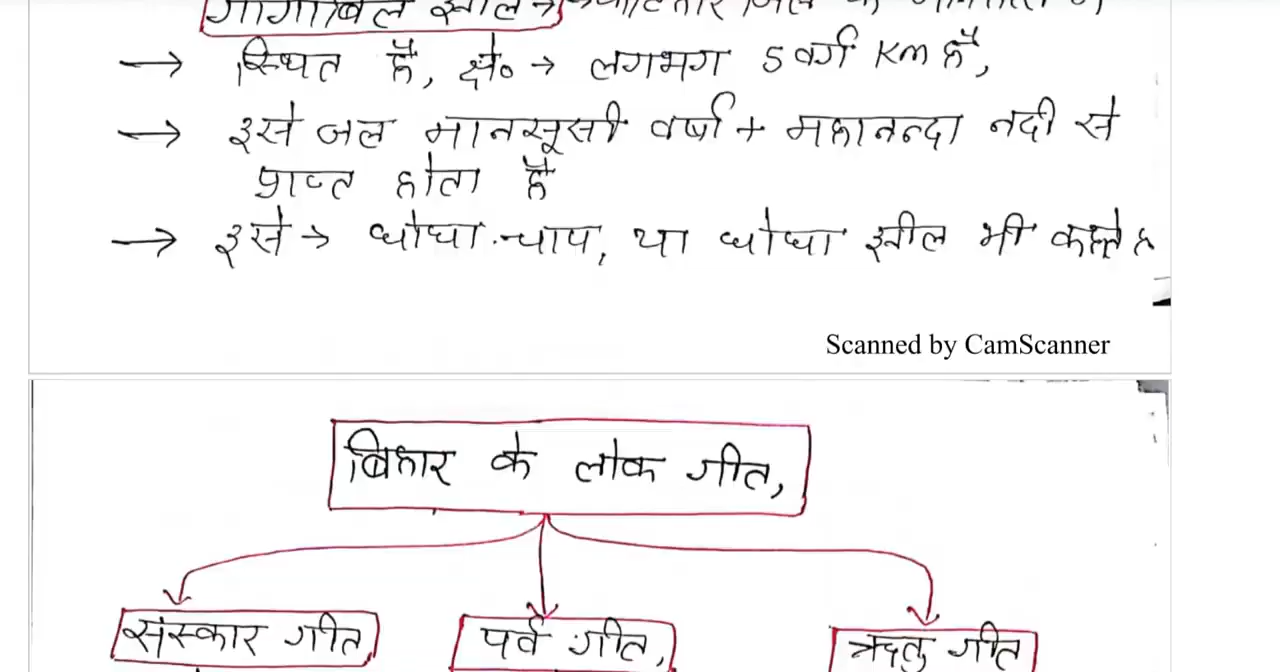 गोगाबिल झील →
→ स्थित है, क्षे० → लगभग 5 वर्ग Km है,
→ इसे जल मानसूसी वर्षा + महानन्दा नदी से
प्राप्त होता है
→ इसे → घोघा चाप, या घोघा झील भी कहते ह
Scanned by CamScanner
बिहार के लोक गीत,
संस्कार गीत, पर्व गीत, ऋतु गीत